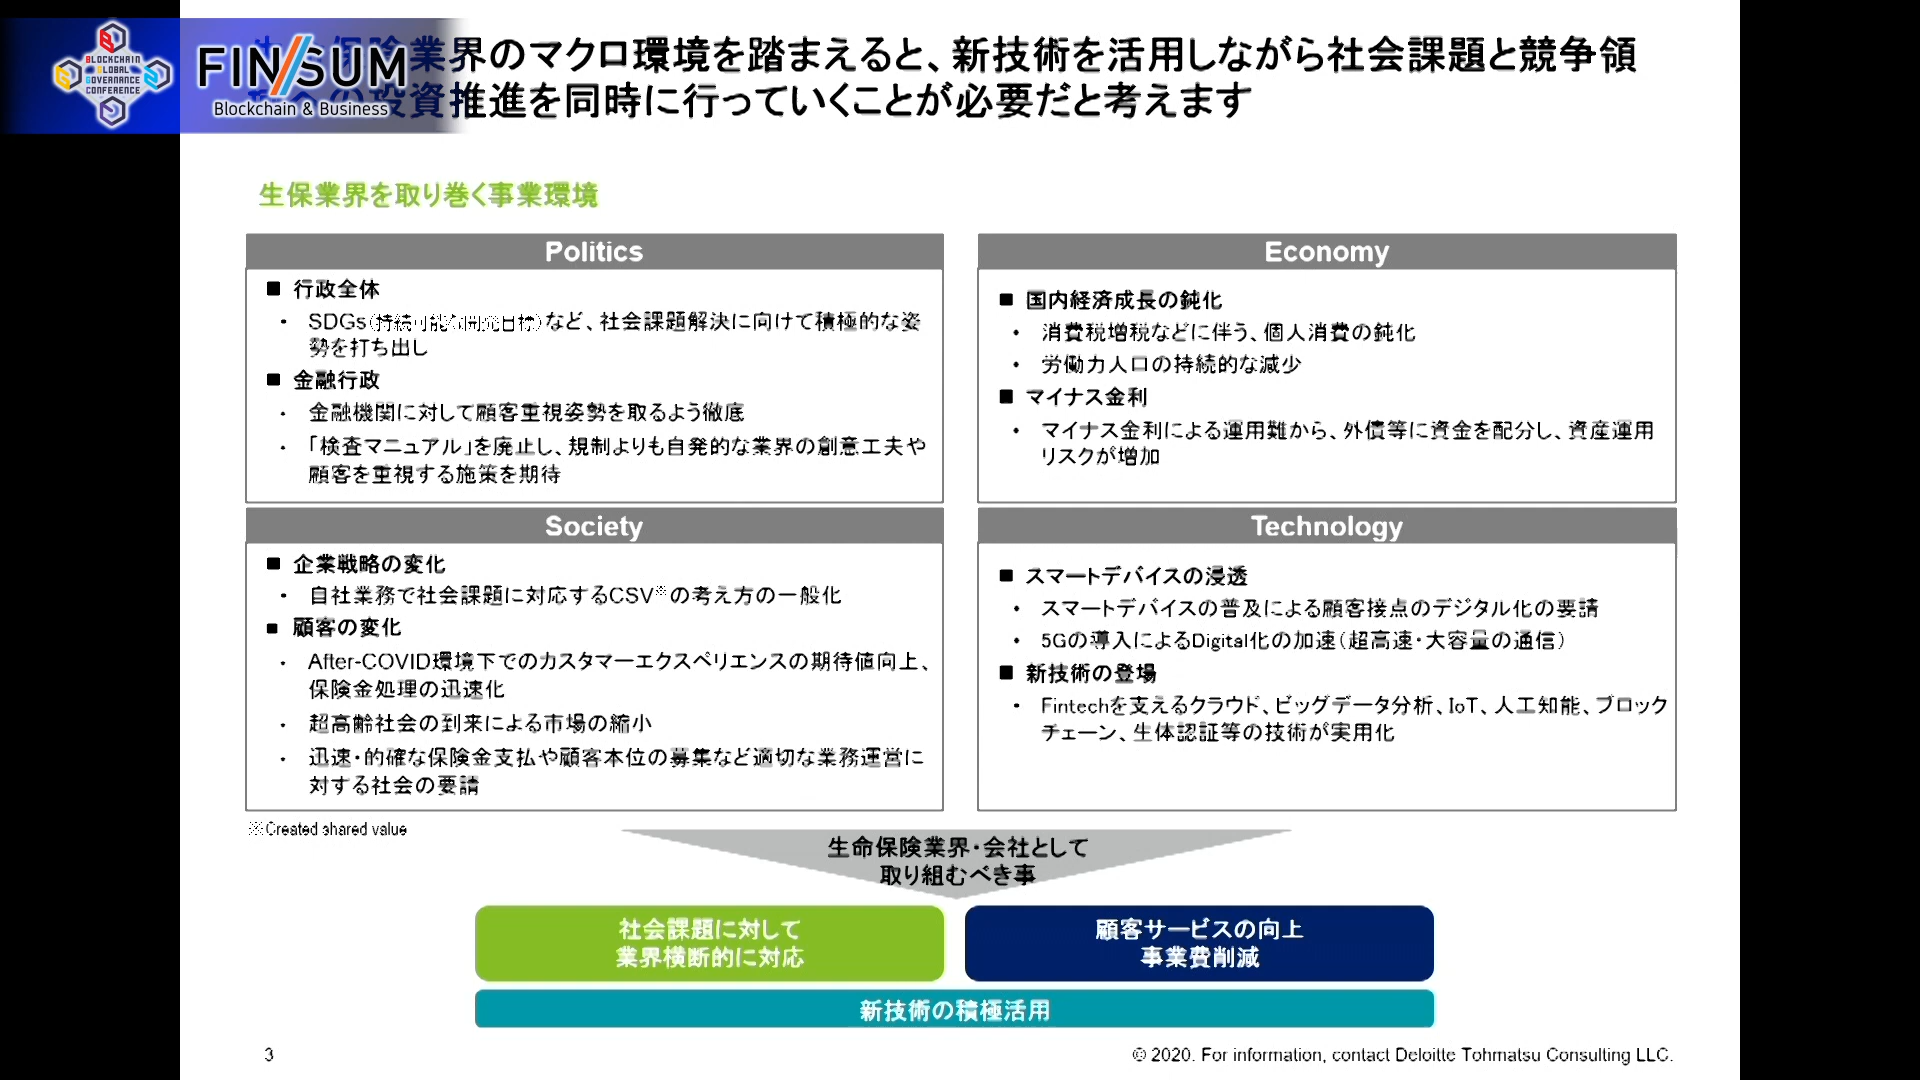 BLOCKCHAIN
GLOBAL
GOVERNANCE
CONFERENCE
FIN/SUM
Blockchain & Business
保険業界のマクロ環境を踏まえると、新技術を活用しながら社会課題と競争領
の投資推進を同時に行っていくことが必要だと考えます
生保業界を取り巻く事業環境
Politics
■ 行政全体
・ SDGs(持続可能な開発目標)など、社会課題解決に向けて積極的な姿
勢を打ち出し
■ 金融行政
・ 金融機関に対して顧客重視姿勢を取るよう徹底
・ 「検査マニュアル」を廃止し、規制よりも自発的な業界の創意工夫や
顧客を重視する施策を期待
Economy
■ 国内経済成長の鈍化
・ 消費税増税などに伴う、個人消費の鈍化
・ 労働力人口の持続的な減少
■ マイナス金利
・ マイナス金利による運用難から、外債等に資金を配分し、資産運用
リスクが増加
Society
■ 企業戦略の変化
・ 自社業務で社会課題に対応するCSV※の考え方の一般化
■ 顧客の変化
・ After-COVID環境下でのカスタマーエクスペリエンスの期待値向上、
保険金処理の迅速化
・ 超高齢社会の到来による市場の縮小
・ 迅速・的確な保険金支払や顧客本位の募集など適切な業務運営に
対する社会の要請
Technology
■ スマートデバイスの浸透
・ スマートデバイスの普及による顧客接点のデジタル化の要請
・ 5Gの導入によるDigital化の加速(超高速・大容量の通信)
■ 新技術の登場
・ Fintechを支えるクラウド、ビッグデータ分析、IoT、人工知能、ブロック
チェーン、生体認証等の技術が実用化
※Created shared value
生命保険業界・会社として
取り組むべき事
社会課題に対して
業界横断的に対応
顧客サービスの向上
事業費削減
新技術の積極活用
3
© 2020. For information, contact Deloitte Tohmatsu Consulting LLC.